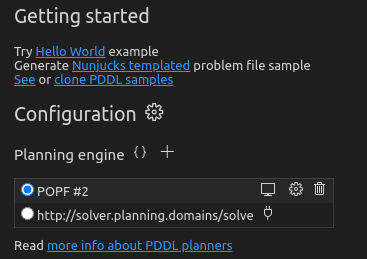 Getting started
Try Hello World example
Generate Nunjucks templated problem file sample
See or clone PDDL samples
Configuration
Planning engine {} +
POPF #2
http://solver.planning.domains/solve
Read more info about PDDL planners